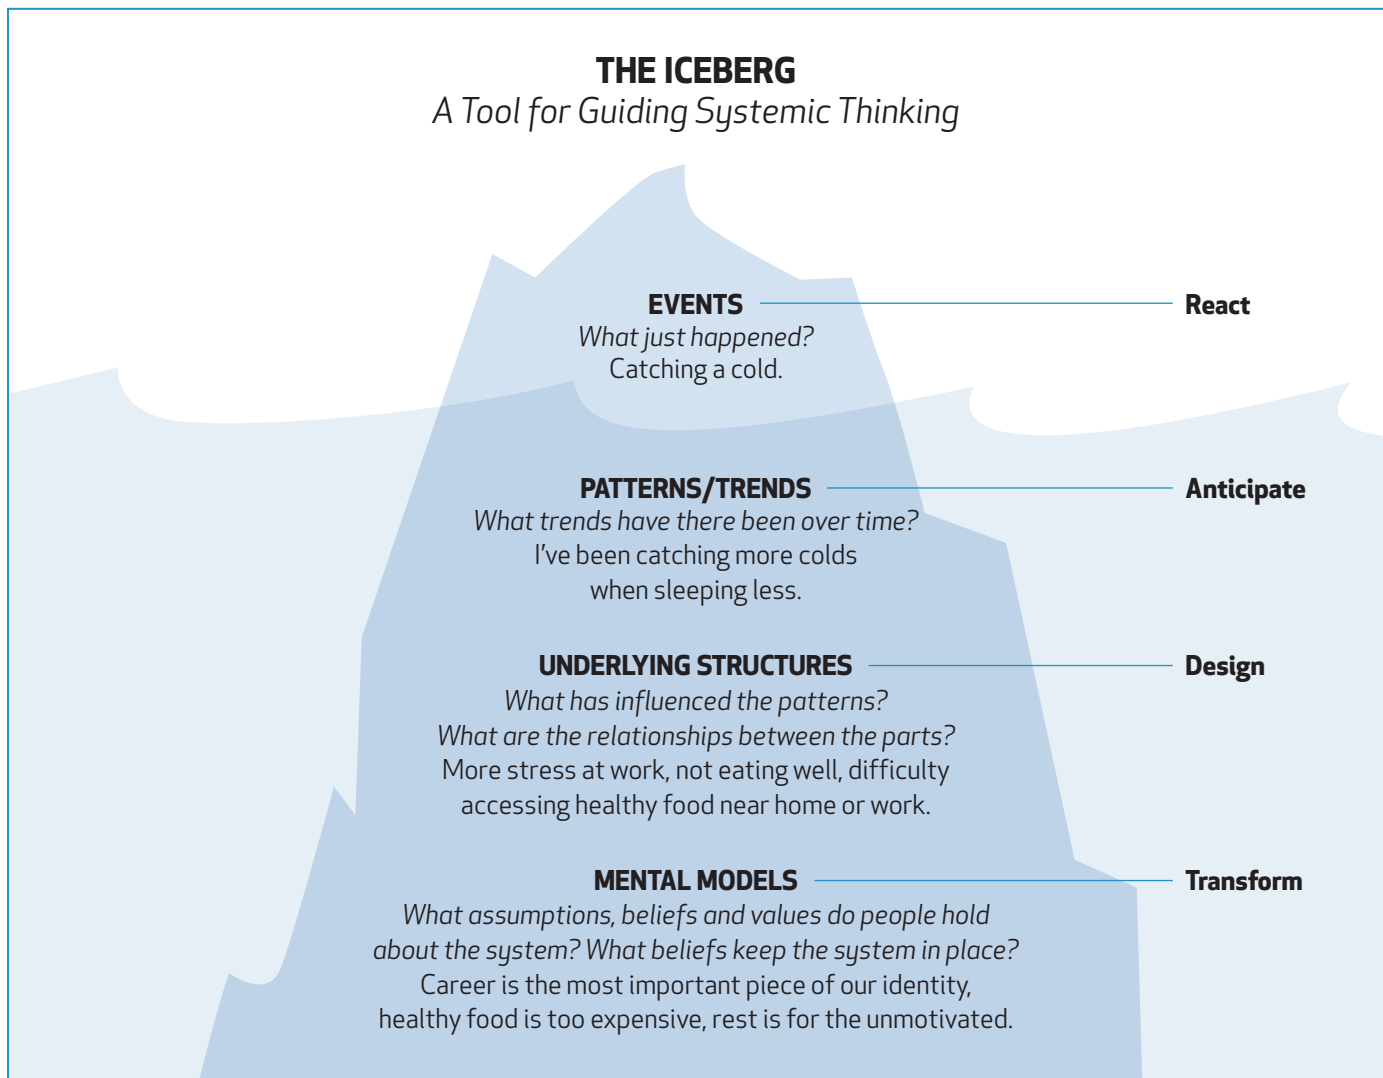 THE ICEBERG
A Tool for Guiding Systemic Thinking
EVENTS
React
What just happened?
Catching a cold.
PATTERNS/TRENDS
Anticipate
What trends have there been over time?
I've been catching more colds
when sleeping less.
UNDERLYING STRUCTURES
Design
What has influenced the patterns?
What are the relationships between the parts?
More stress at work, not eating well, difficulty
accessing healthy food near home or work.
MENTAL MODELS
Transform
What assumptions, beliefs and values do people hold
about the system? What beliefs keep the system in place?
Career is the most important piece of our identity,
healthy food is too expensive, rest is for the unmotivated.